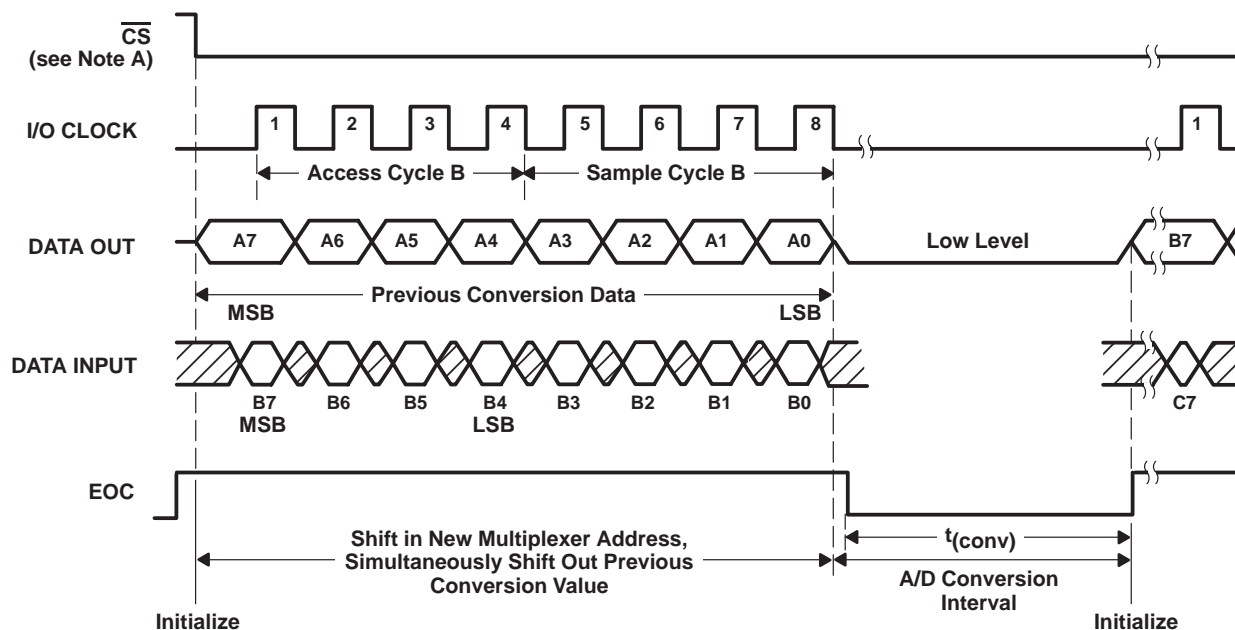 CS
(see Note A)
I/O CLOCK
1 2 3 4 5 6 7 8 1
Access Cycle B Sample Cycle B
DATA OUT
A7 A6 A5 A4 A3 A2 A1 A0 Low Level B7
Previous Conversion Data
MSB LSB
DATA INPUT
B7 B6 B5 B4 B3 B2 B1 B0 C7
MSB LSB
EOC
Shift in New Multiplexer Address,
Simultaneously Shift Out Previous
Conversion Value
t(conv)
A/D Conversion
Interval
Initialize Initialize